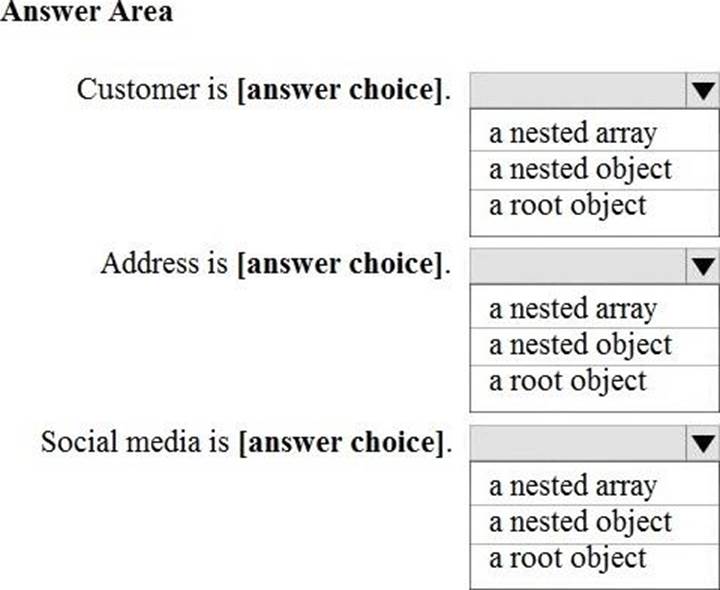 Answer Area
Customer is [answer choice].
a nested array
a nested object
a root object
Address is [answer choice].
a nested array
a nested object
a root object
Social media is [answer choice].
a nested array
a nested object
a root object